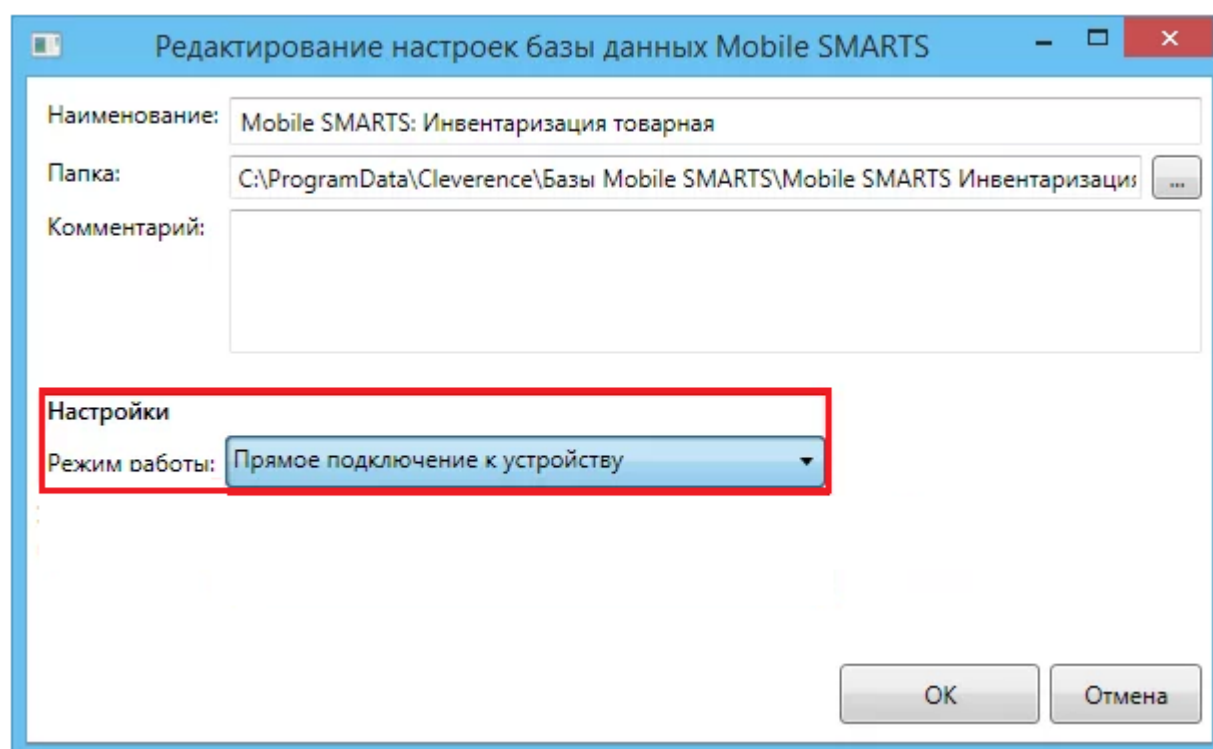 Редактирование настроек базы данных Mobile SMARTS
Наименование: Mobile SMARTS: Инвентаризация товарная
Папка: C:\ProgramData\Cleverence\Базы Mobile SMARTS\Mobile SMARTS Инвентаризация ...
Комментарий:
Настройки
Режим работы: Прямое подключение к устройству
OK Отмена